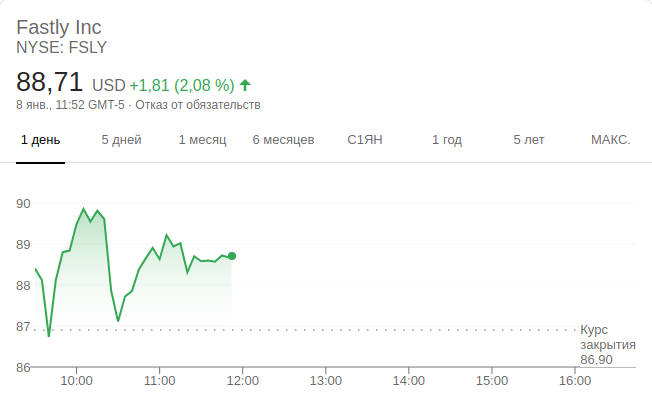 Fastly Inc
NYSE: FSLY
88,71 USD +1,81 (2,08 %)
8 янв., 11:52 GMT-5 · Отказ от обязательств
1 день 5 дней 1 месяц 6 месяцев С1ЯН 1 год 5 лет МАКС.
90
89
88
87
86
Курс
закрытия
86,90
10:00 11:00 12:00 13:00 14:00 15:00 16:00